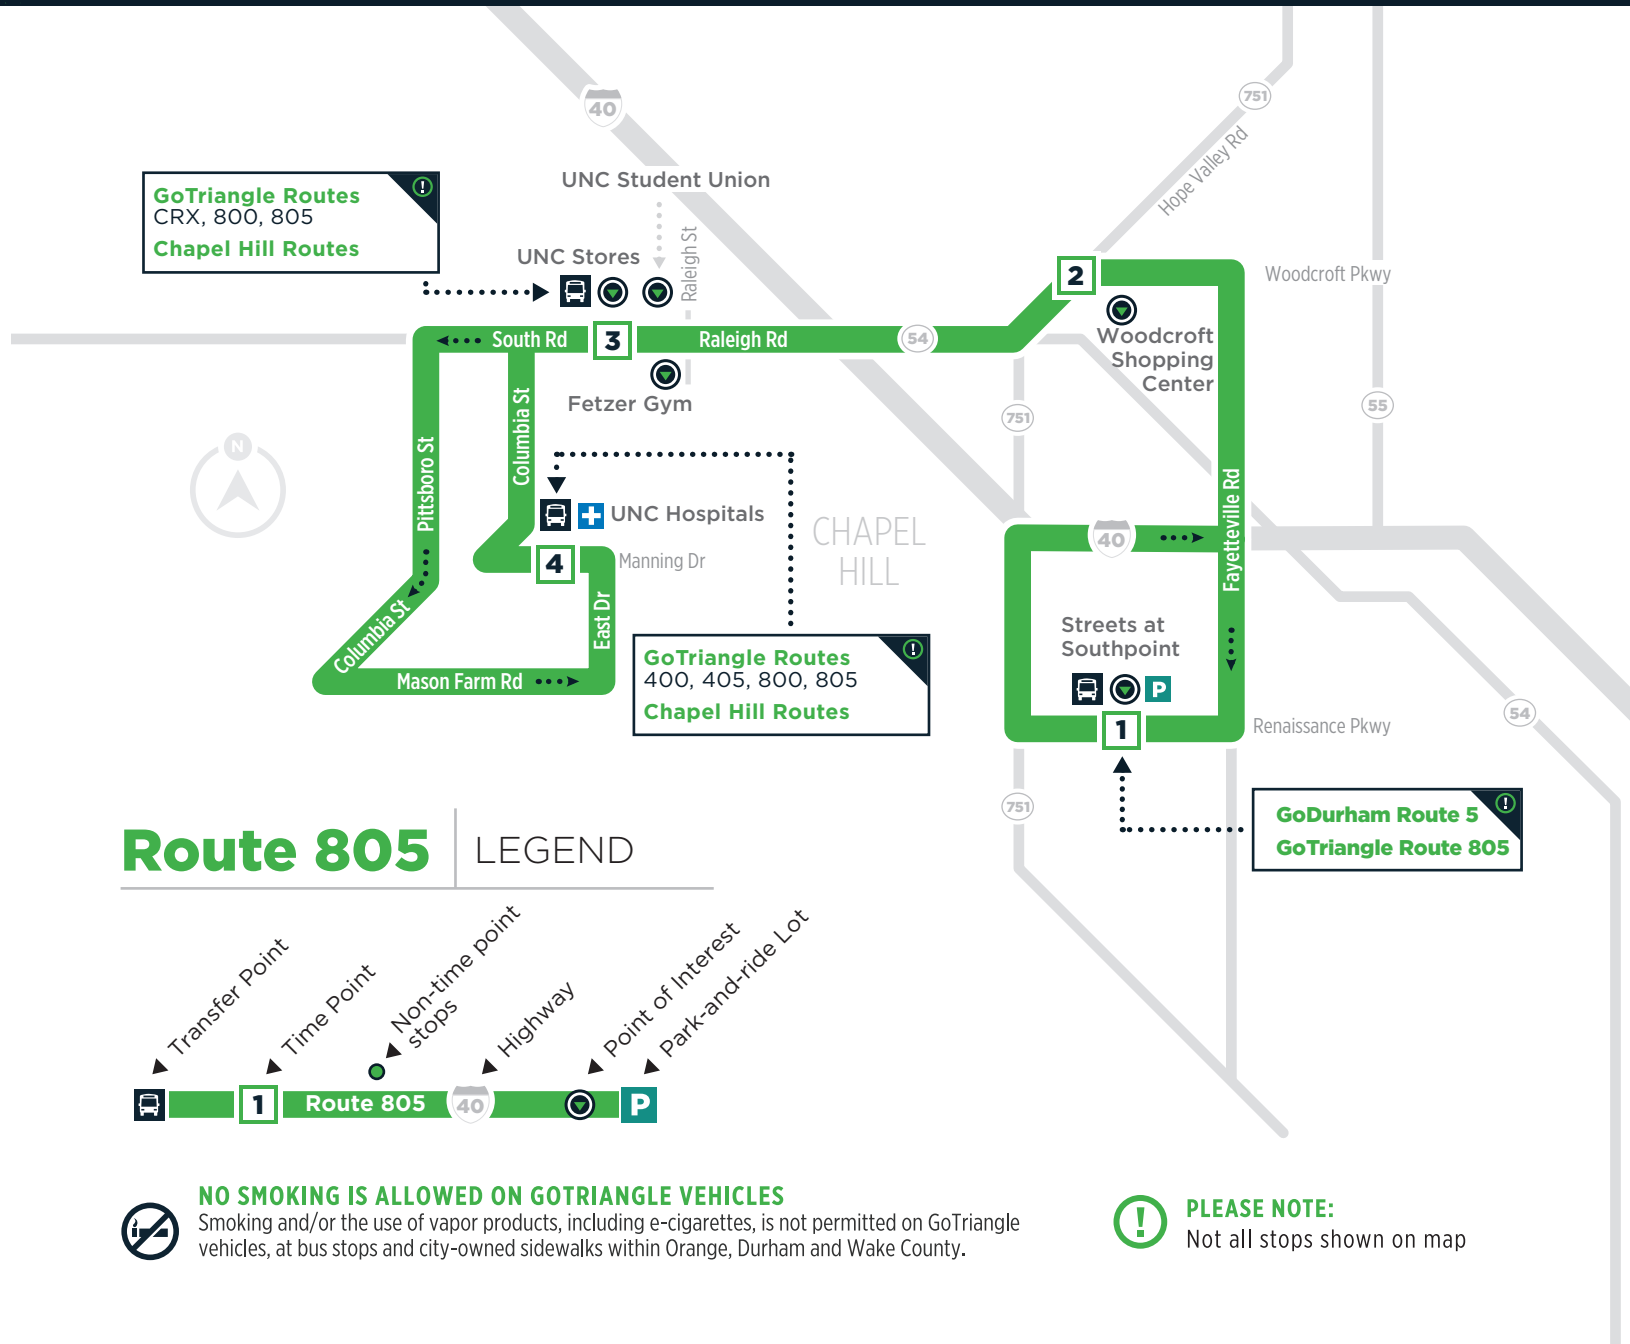 40
751
Hope Valley Rd
UNC Student Union
GoTriangle Routes
CRX, 800, 805
Chapel Hill Routes
UNC Stores
Raleigh St
2
Woodcroft Pkwy
South Rd
3
Raleigh Rd
54
Woodcroft
Shopping
Center
Fetzer Gym
751
55
N
Pittsboro St
Columbia St
UNC Hospitals
CHAPEL
HILL
40
Fayetteville Rd
4
Manning Dr
Columbia St
East Dr
Mason Farm Rd
GoTriangle Routes
400, 405, 800, 805
Chapel Hill Routes
Streets at
Southpoint
P
1
Renaissance Pkwy
54
751
GoDurham Route 5
GoTriangle Route 805
Route 805
LEGEND
Transfer Point
Time Point
Non-time point
stops
Highway
Point of Interest
Park-and-ride Lot
1
Route 805
40
P
NO SMOKING IS ALLOWED ON GOTRIANGLE VEHICLES
Smoking and/or the use of vapor products, including e-cigarettes, is not permitted on GoTriangle
vehicles, at bus stops and city-owned sidewalks within Orange, Durham and Wake County.
PLEASE NOTE:
Not all stops shown on map